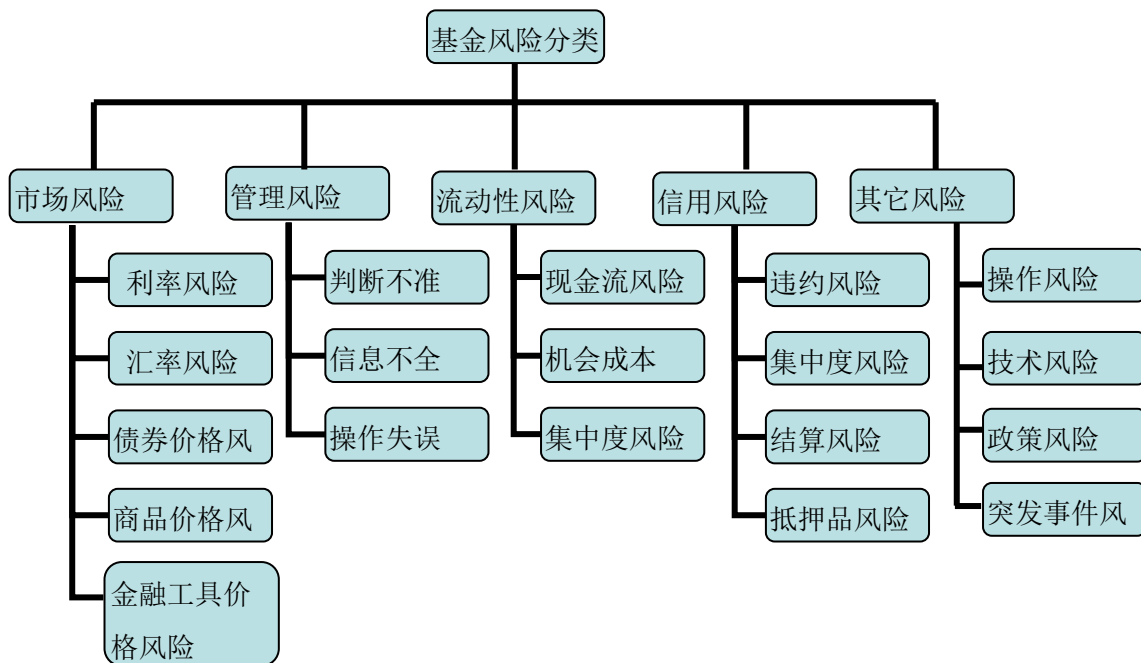 基金风险分类
市场风险
管理风险
流动性风险
信用风险
其它风险
利率风险
汇率风险
债券价格风
商品价格风
金融工具价
格风险
判断不准
信息不全
操作失误
现金流风险
机会成本
集中度风险
违约风险
集中度风险
结算风险
抵押品风险
操作风险
技术风险
政策风险
突发事件风